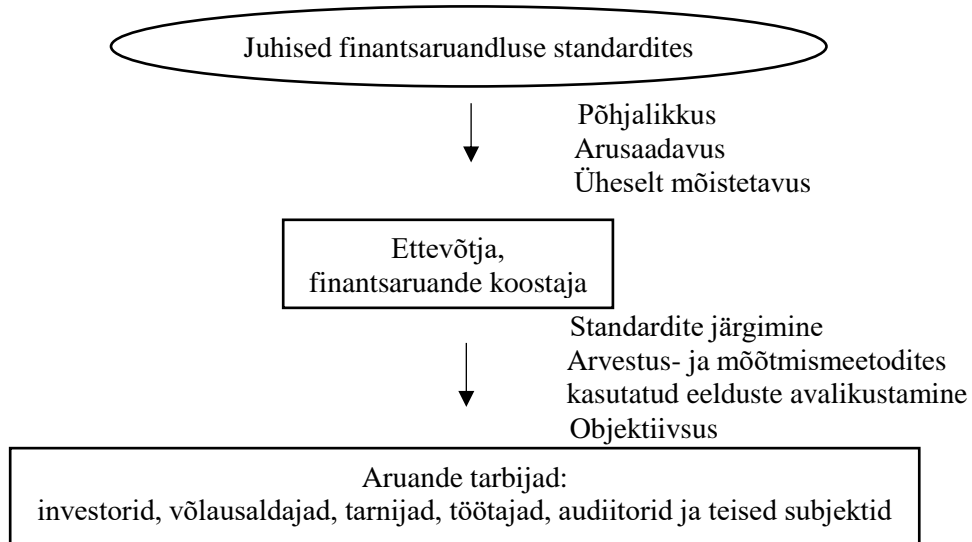 Juhised finantsaruandluse standardites
Põhjalikkus
Arusaadavus
Üheselt mõistetavus
Ettevõtja,
finantsaruande koostaja
Standardite järgimine
Arvestus- ja mõõtmismeetodites
kasutatud eelduste avalikustamine
Objektiivsus
Aruande tarbijad:
investorid, võlausaldajad, tarnijad, töötajad, audiitorid ja teised subjektid